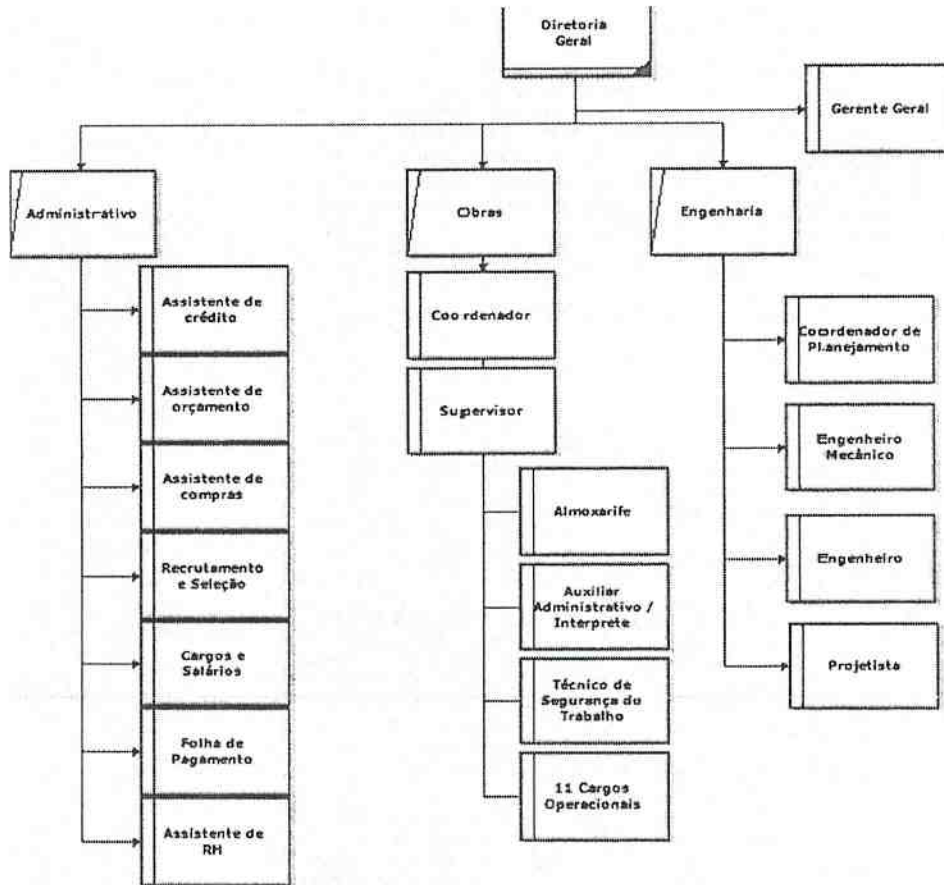 Diretoria
Geral
Gerente Geral
Administrativo
Obras
Engenharia
Assistente de
crédito
Assistente de
orçamento
Assistente de
compras
Recrutamento
e Seleção
Cargos e
Salários
Folha de
Pagamento
Assistente de
RH
Coordenador
Supervisor
Almoxarife
Auxiliar
Administrativo /
Interprete
Técnico de
Segurança do
Trabalho
11 Cargos
Operacionais
Coordenador de
Planejamento
Engenheiro
Mecânico
Engenheiro
Projetista